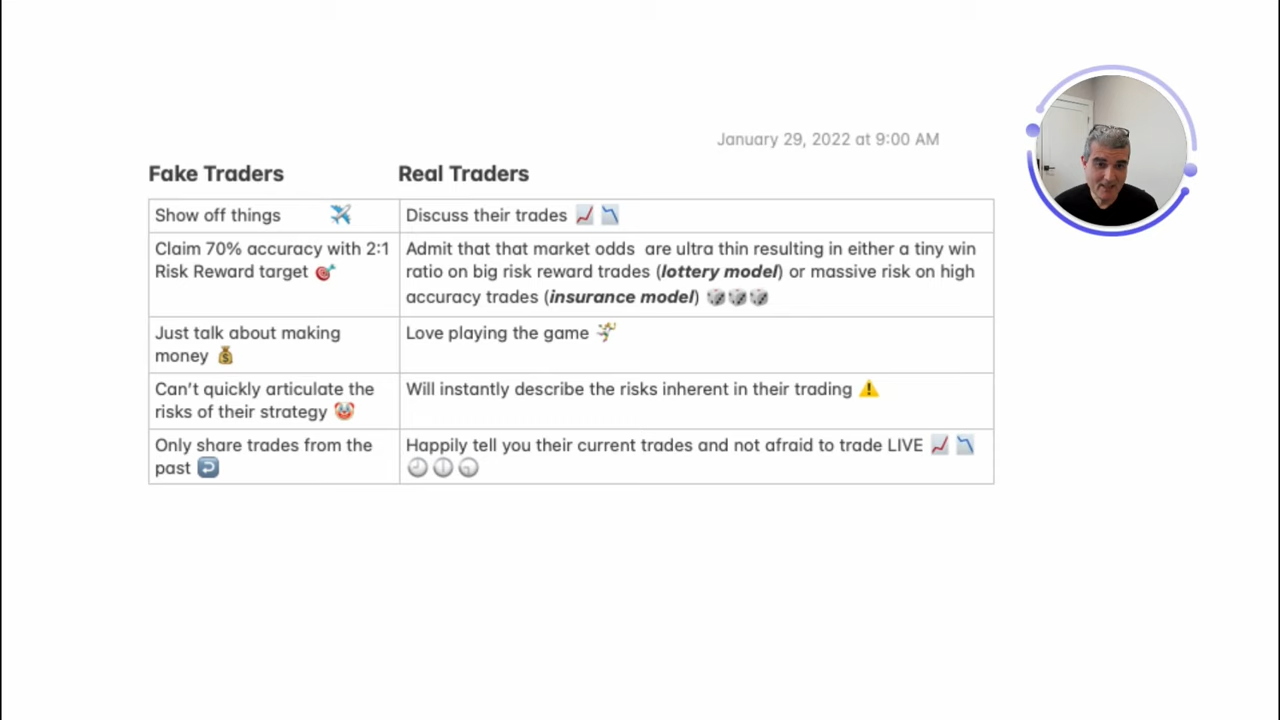 January 29, 2022 at 9:00 AM
Fake Traders
Real Traders
Show off things ✈️
Discuss their trades 📈 📉
Claim 70% accuracy with 2:1
Risk Reward target 🎯
Admit that that market odds are ultra thin resulting in either a tiny win
ratio on big risk reward trades (lottery model) or massive risk on high
accuracy trades (insurance model) 🎲🎲🎲
Just talk about making
money 💰
Love playing the game 🤾
Can’t quickly articulate the
risks of their strategy 🤡
Will instantly describe the risks inherent in their trading ⚠️
Only share trades from the
past ↩️
Happily tell you their current trades and not afraid to trade LIVE 📈 📉
🕗🕕🕤